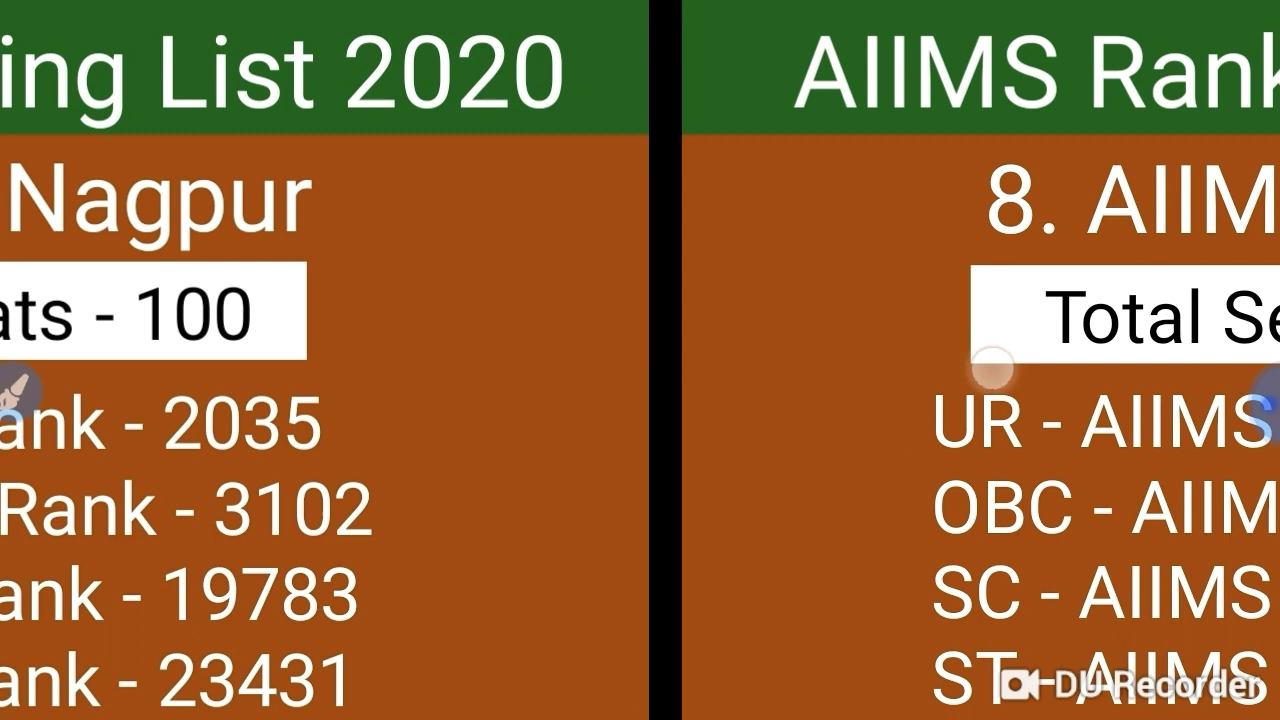 ing List 2020
Nagpur
ats - 100
ank - 2035
Rank - 3102
ank - 19783
ank - 23431
AIIMS Rank
8. AIIM
Total Se
UR - AIIMS
OBC - AIIM
SC - AIIMS
ST - AIIMS
DU Recorder